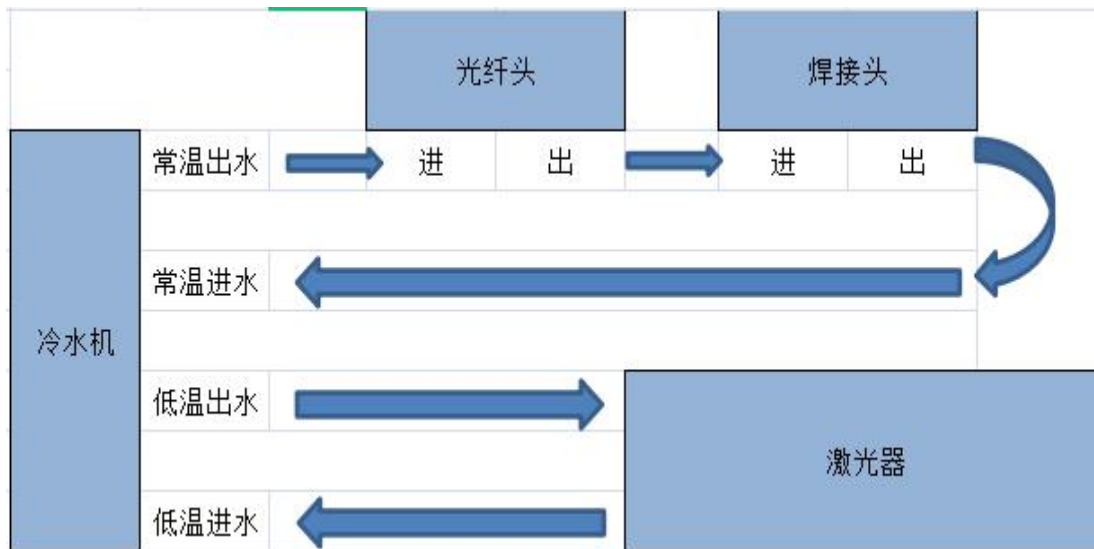 光纤头 焊接头
常温出水 进 出 进 出
常温进水
冷水机
低温出水
激光器
低温进水